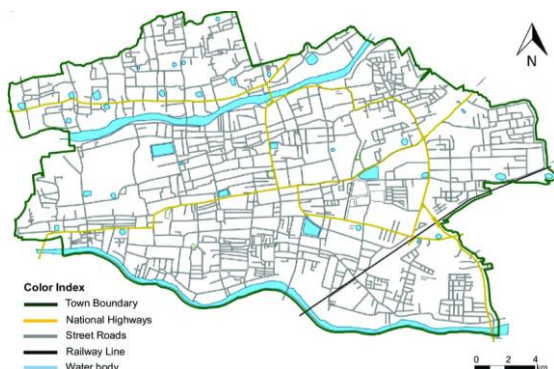 N
Color Index
Town Boundary
National Highways
Street Roads
Railway Line
Water body
0 2 4
km